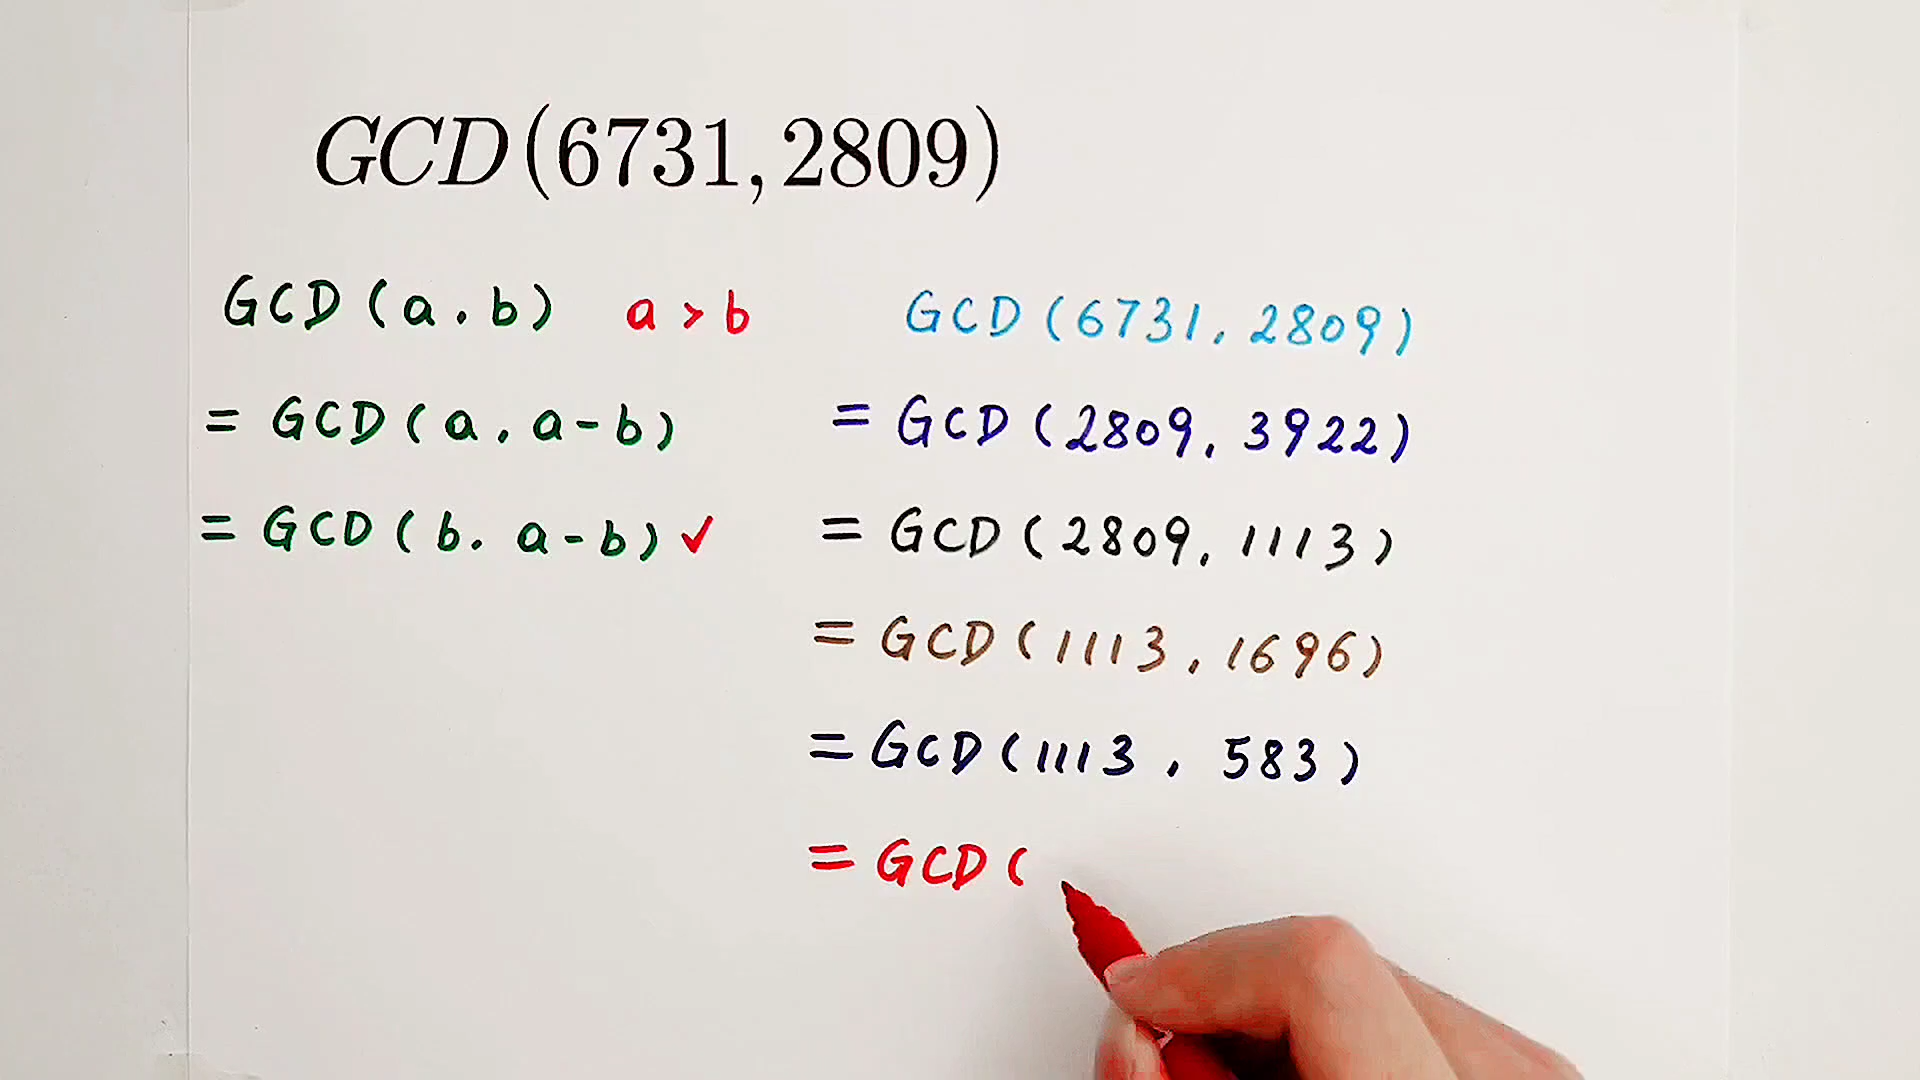 GCD(6731,2809)
GCD(a,b) a>b
=GCD(a,a-b)
=GCD(b,a-b)✓
GCD(6731,2809)
=GCD(2809,3922)
=GCD(2809,1113)
=GCD(1113,1696)
=GCD(1113,583)
=GCD(